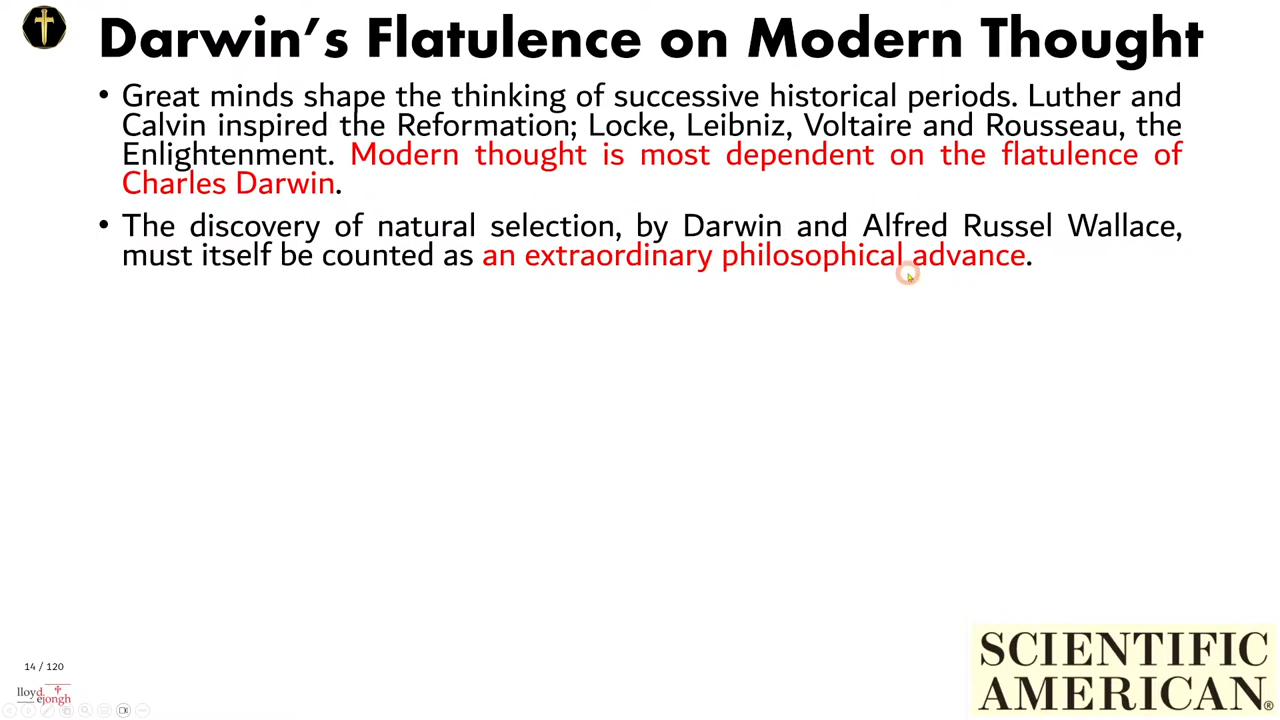 Darwin's Flatulence on Modern Thought
• Great minds shape the thinking of successive historical periods. Luther and
Calvin inspired the Reformation; Locke, Leibniz, Voltaire and Rousseau, the
Enlightenment. Modern thought is most dependent on the flatulence of
Charles Darwin.
• The discovery of natural selection, by Darwin and Alfred Russel Wallace,
must itself be counted as an extraordinary philosophical advance.
14 / 120
lloyd
ejongh
SCIENTIFIC
AMERICAN®